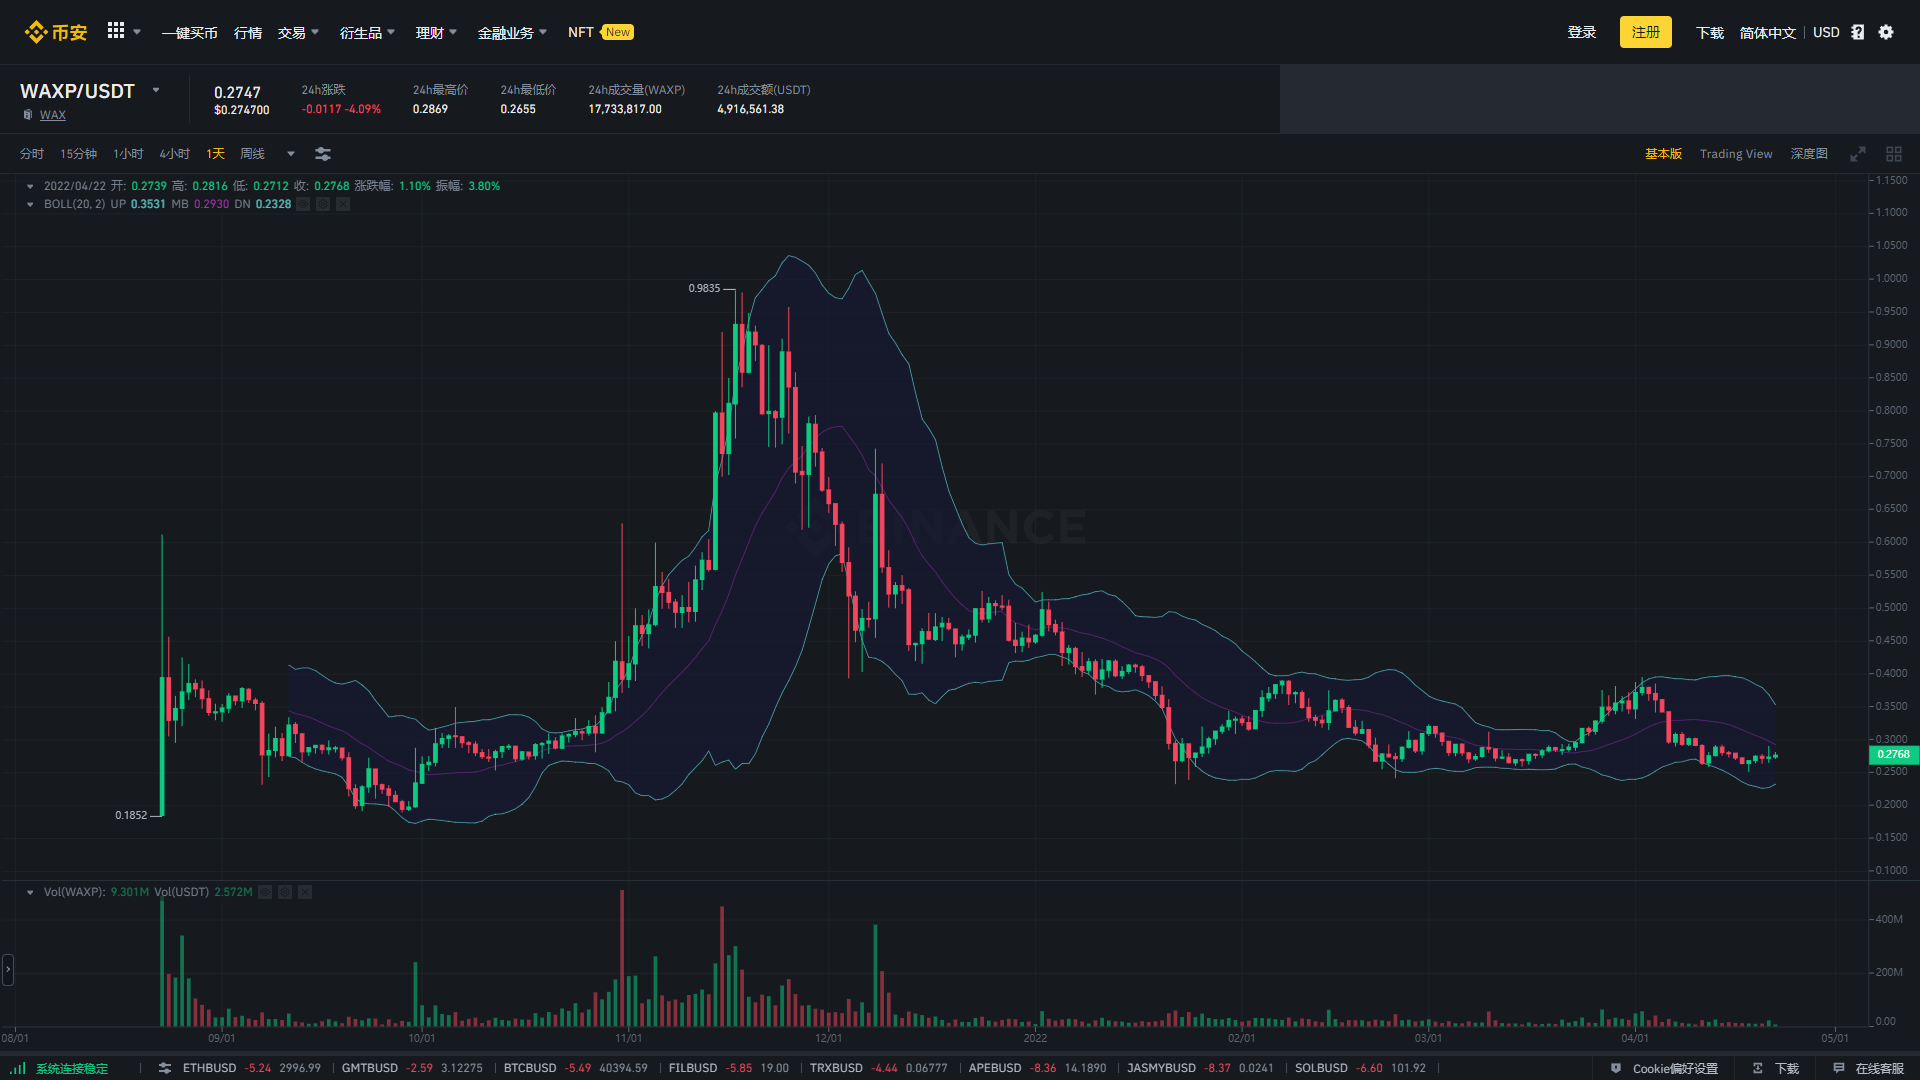 币安 一键买币 行情 交易 衍生品 理财 金融业务 NFT New 登录 注册 下载 简体中文 USD
WAXP/USDT
WAX
0.2747
$0.274700
24h涨跌
-0.0117 -4.09%
24h最高价
0.2869
24h最低价
0.2655
24h成交量(WAXP)
17,733,817.00
24h成交额(USDT)
4,916,561.38
分时 15分钟 1小时 4小时 1天 周线 基本版 Trading View 深度图
2022/04/22 开: 0.2739 高: 0.2816 低: 0.2712 收: 0.2768 涨跌幅: 1.10% 振幅: 3.80%
BOLL(20, 2) UP 0.3531 MB 0.2930 DN 0.2328
1.1500
1.1000
1.0500
1.0000
0.9500
0.9000
0.8500
0.8000
0.7500
0.7000
0.6500
0.6000
0.5500
0.5000
0.4500
0.4000
0.3500
0.3000
0.2768
0.2500
0.2000
0.1500
0.1000
0.9835
BINANCE
0.1852
Vol(WAXP): 9.301M Vol(USDT) 2.572M
400M
200M
0.00
08/01 09/01 10/01 11/01 12/01 2022 02/01 03/01 04/01 05/01
系统连接稳定 ETHBUSD -5.24 2996.99 GMTBUSD -2.59 3.12275 BTCBUSD -5.49 40394.59 FILBUSD -5.85 19.00 TRXBUSD -4.44 0.06777 APEBUSD -8.36 14.1890 JASMYBUSD -8.37 0.0241 SOLBUSD -6.60 101.92 Cookie偏好设置 下载 在线客服